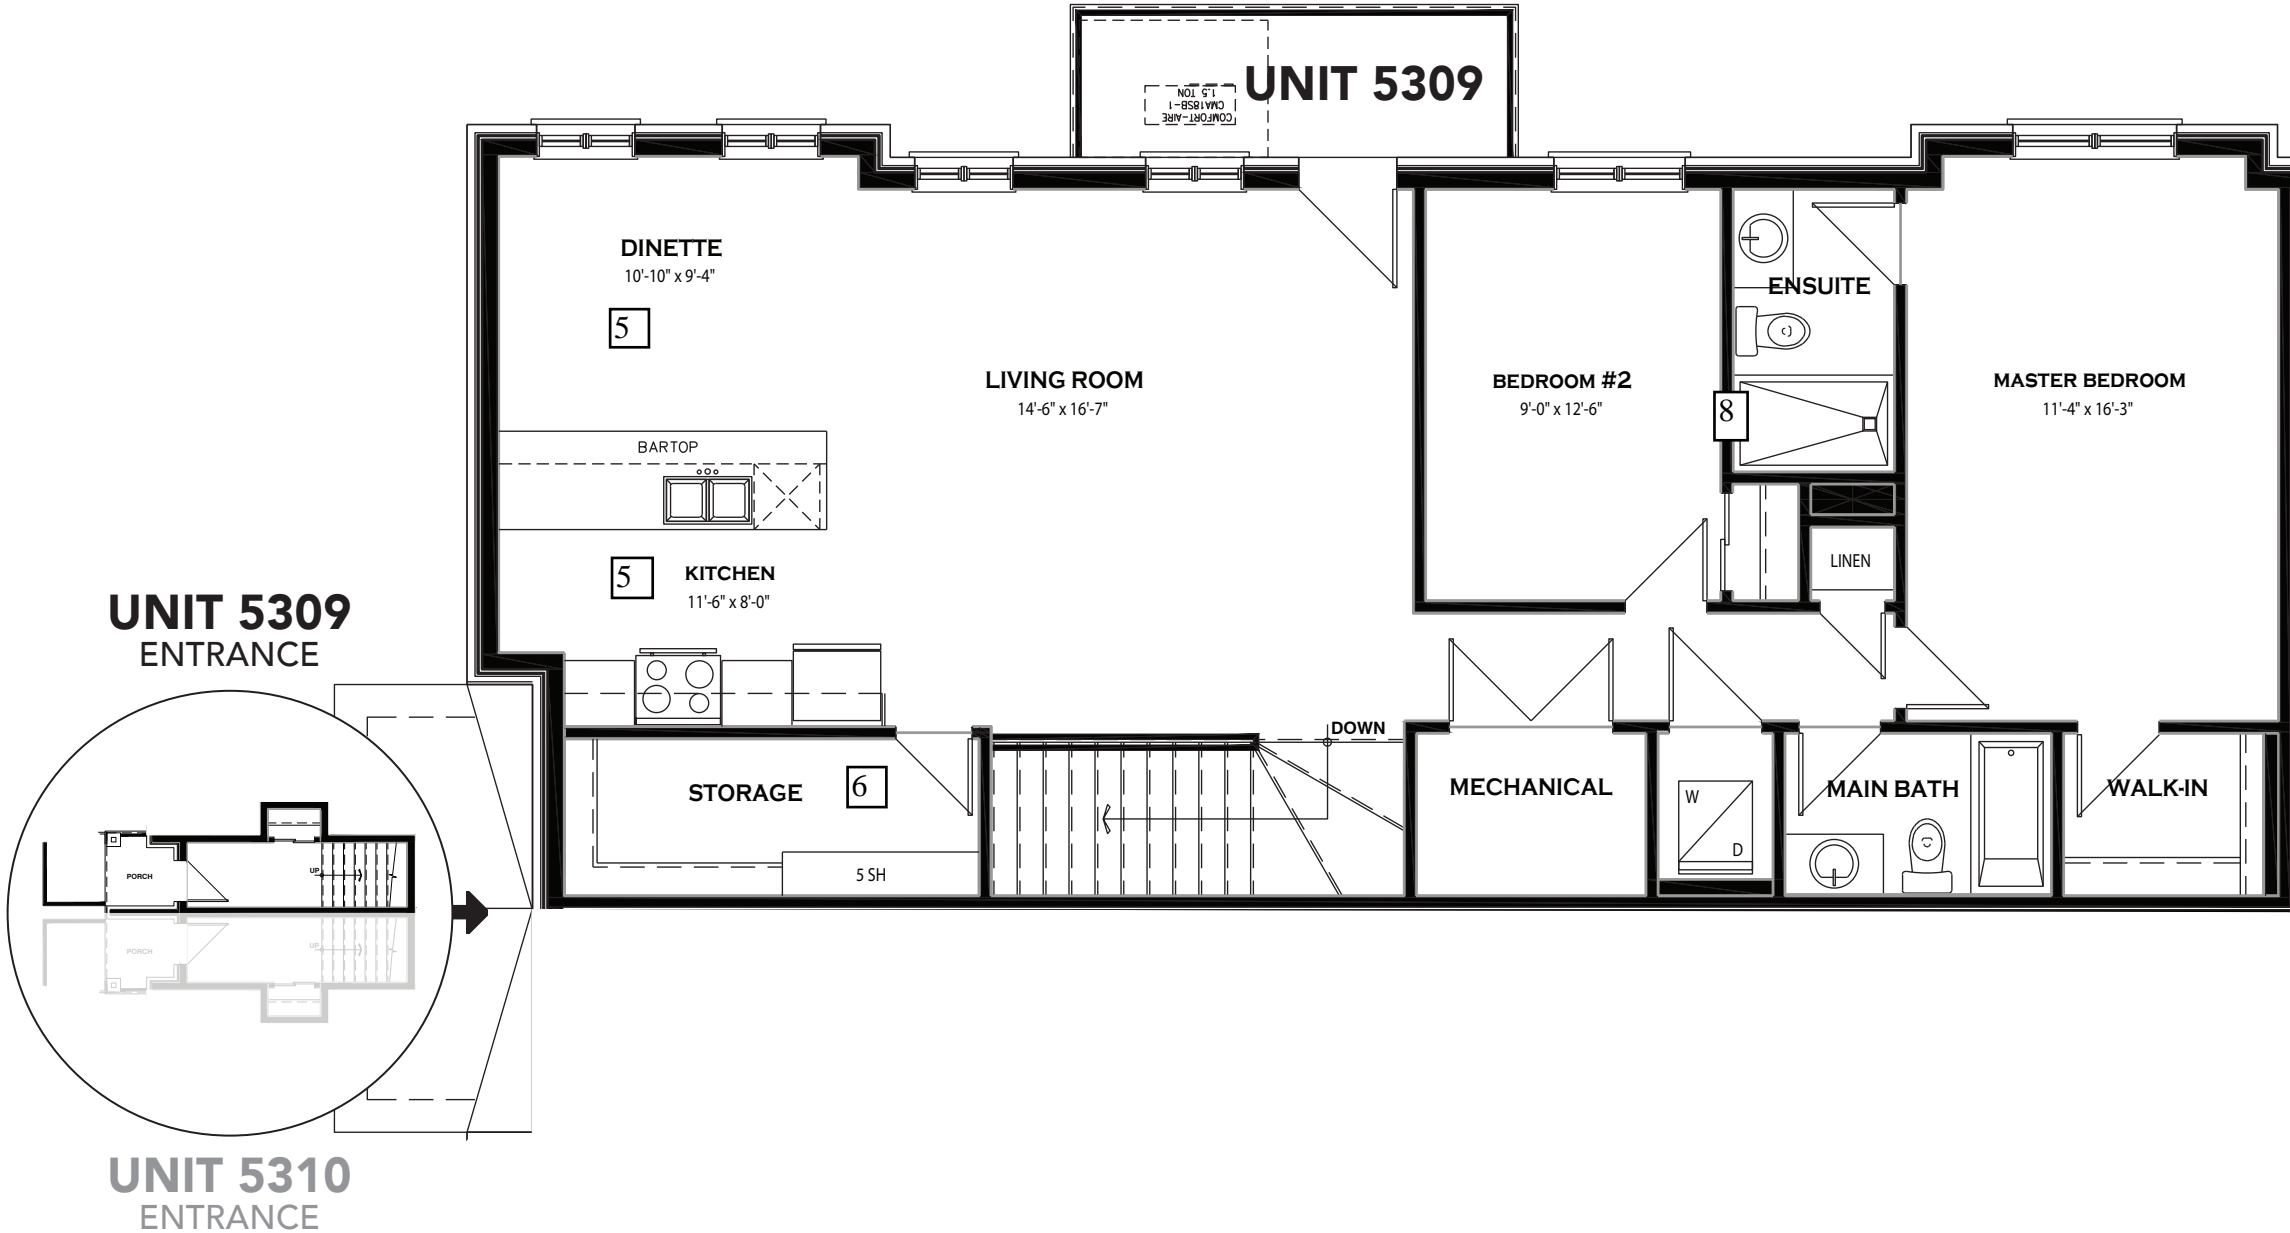 UNIT 5309
COMFORT-AIRE
CMA18SB-1
1.5 TON
DINETTE
10'-10" x 9'-4"
5
LIVING ROOM
14'-6" x 16'-7"
BEDROOM #2
9'-0" x 12'-6"
ENSUITE
8
MASTER BEDROOM
11'-4" x 16'-3"
BARTOP
5
KITCHEN
11'-6" x 8'-0"
LINEN
UNIT 5309
ENTRANCE
DOWN
STORAGE
6
5 SH
MECHANICAL
W
D
MAIN BATH
WALK-IN
PORCH
UP
PORCH
UP
UNIT 5310
ENTRANCE